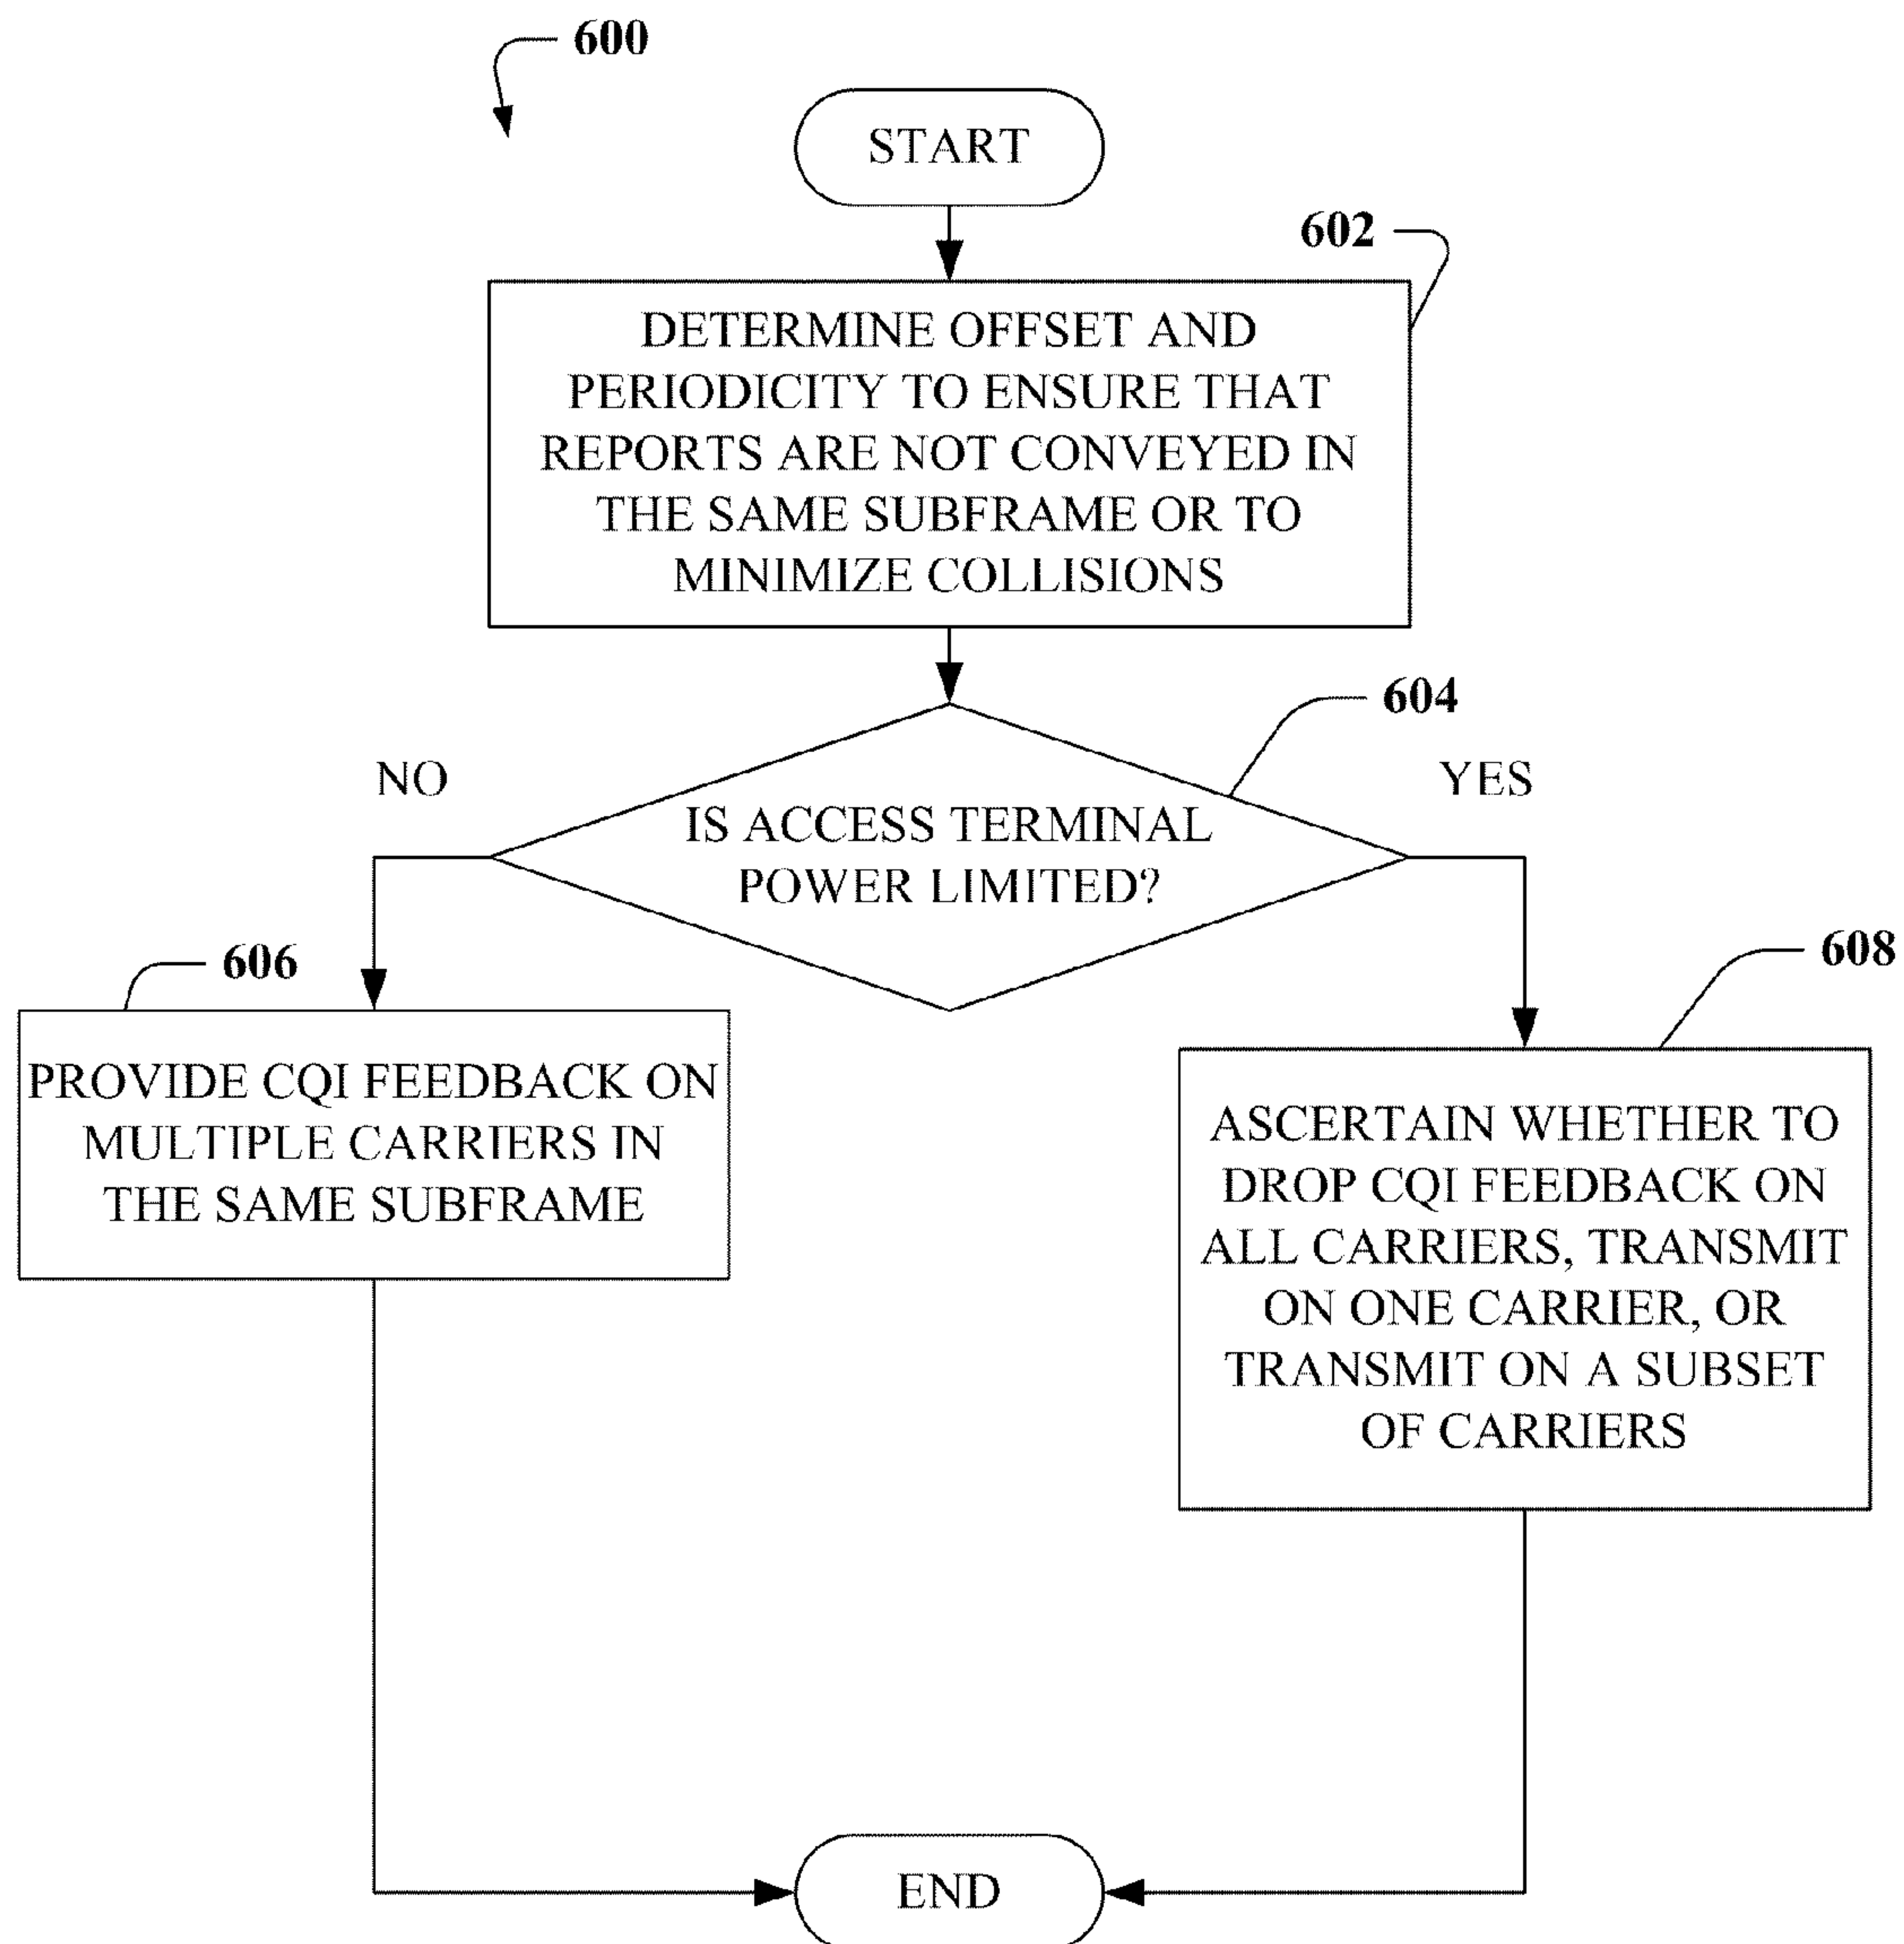 600
START
602
DETERMINE OFFSET AND
PERIODICITY TO ENSURE THAT
REPORTS ARE NOT CONVEYED IN
THE SAME SUBFRAME OR TO
MINIMIZE COLLISIONS
604
NO
YES
IS ACCESS TERMINAL
POWER LIMITED?
606
608
PROVIDE CQI FEEDBACK ON
MULTIPLE CARRIERS IN
THE SAME SUBFRAME
ASCERTAIN WHETHER TO
DROP CQI FEEDBACK ON
ALL CARRIERS, TRANSMIT
ON ONE CARRIER, OR
TRANSMIT ON A SUBSET
OF CARRIERS
END